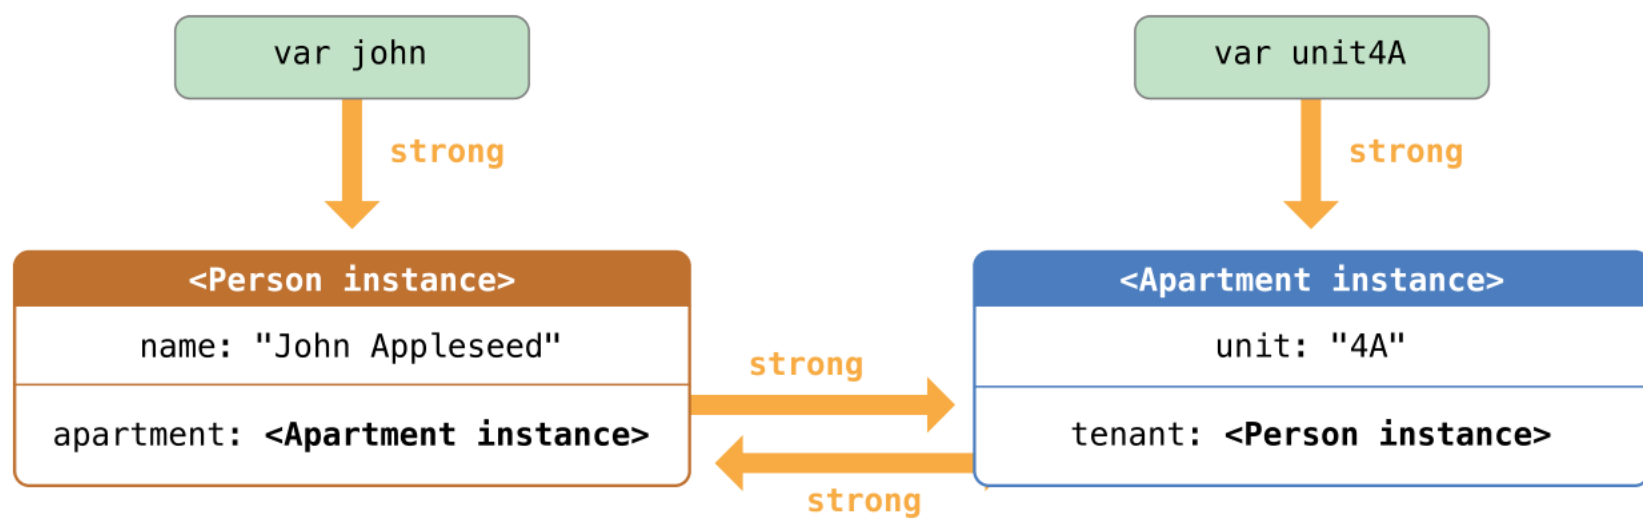 var john
var unit4A
strong
strong
<Person instance>
<Apartment instance>
name: "John Appleseed"
unit: "4A"
strong
apartment: <Apartment instance>
tenant: <Person instance>
strong